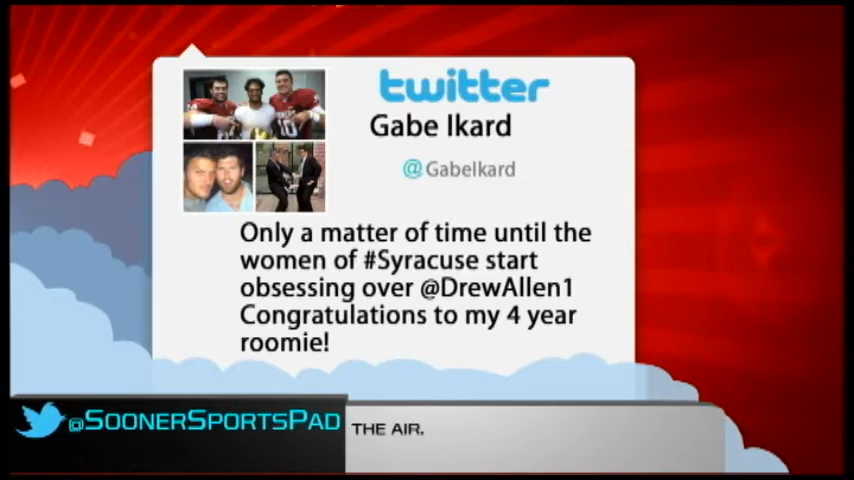 twitter
Gabe Ikard
@GabeIkard
Only a matter of time until the
women of #Syracuse start
obsessing over @DrewAllen1
Congratulations to my 4 year
roomie!
@SOONERSPORTSPAD
THE AIR.